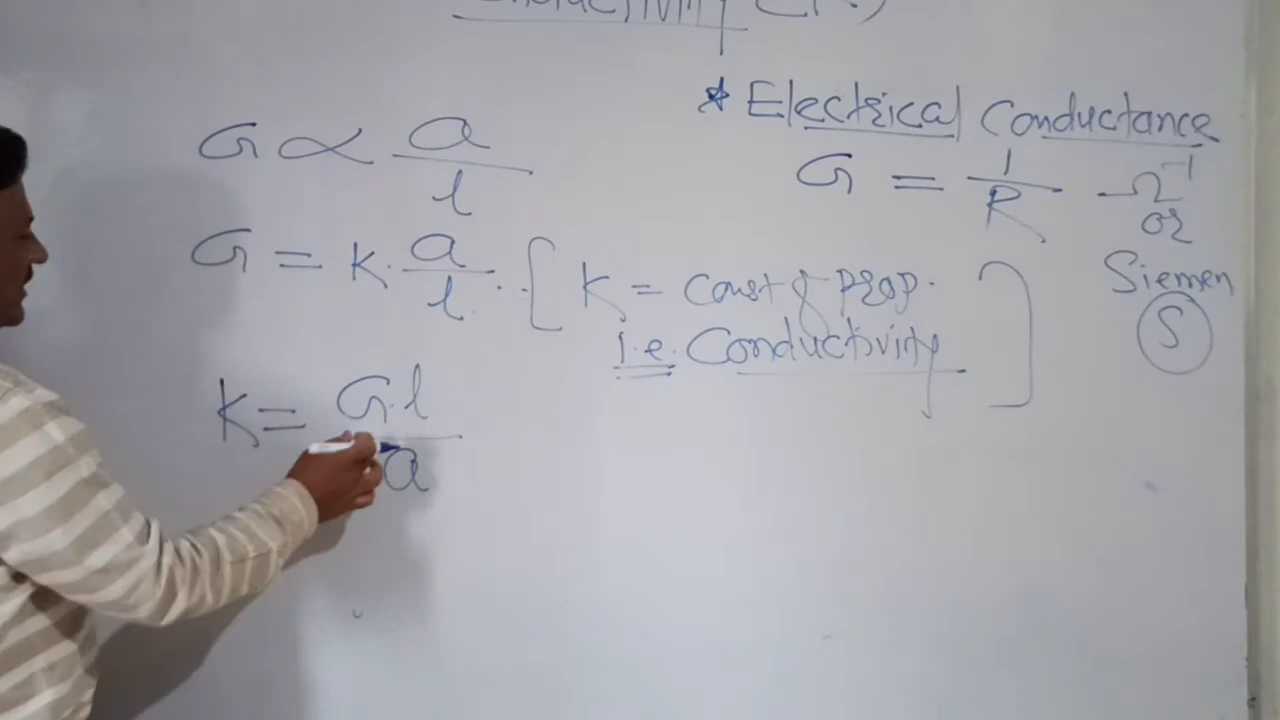 Conductivity (K)
* Electrical Conductance
G = 1/R Ω⁻¹
or
Siemen
S
G ∝ a/l
G = K. a/l .. [ K = Const of prop.
i.e. Conductivity ]
K = G.l/a